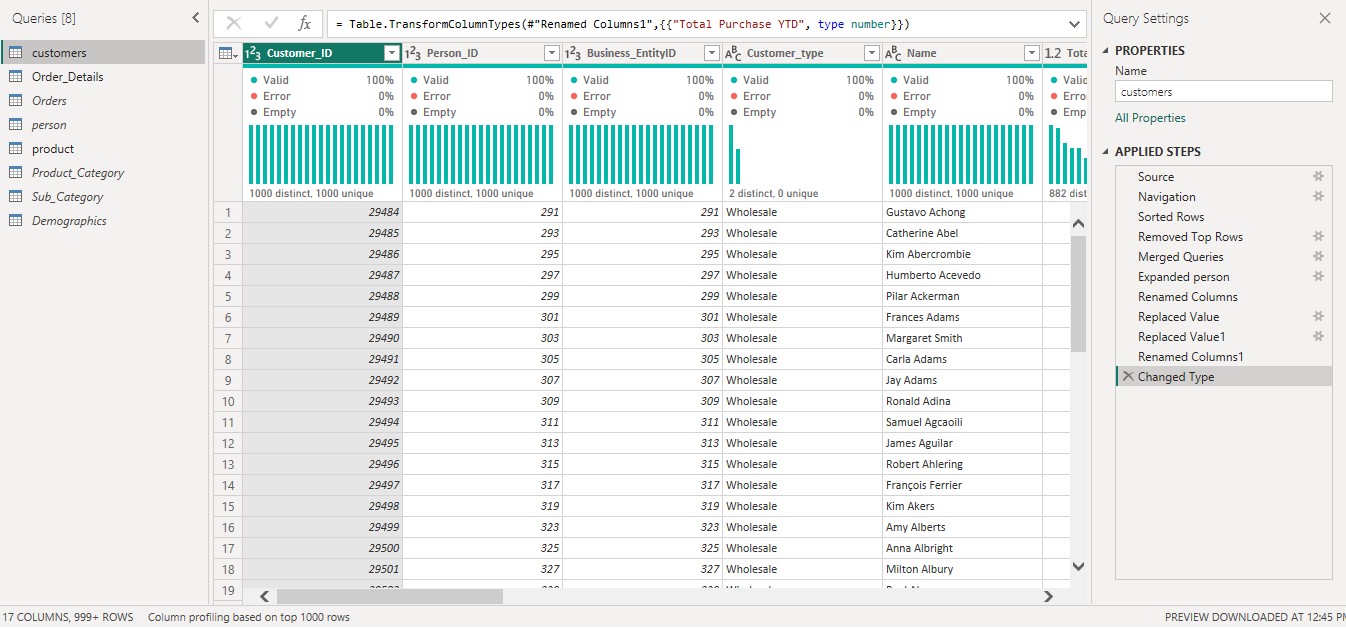 Queries [8]
customers
Order_Details
Orders
person
product
Product_Category
Sub_Category
Demographics
fx = Table.TransformColumnTypes(#"Renamed Columns1",{{"Total Purchase YTD", type number}})
1²3 Customer_ID 1²3 Person_ID 1²3 Business_EntityID ABC Customer_type ABC Name 1.2 Tota
Valid 100% Valid 100% Valid 100% Valid 100% Valid 100% Valid
Error 0% Error 0% Error 0% Error 0% Error 0% Erro
Empty 0% Empty 0% Empty 0% Empty 0% Empty 0% Emp
1000 distinct, 1000 unique 1000 distinct, 1000 unique 1000 distinct, 1000 unique 2 distinct, 0 unique 1000 distinct, 1000 unique 882 dist
1 29484 291 291 Wholesale Gustavo Achong
2 29485 293 293 Wholesale Catherine Abel
3 29486 295 295 Wholesale Kim Abercrombie
4 29487 297 297 Wholesale Humberto Acevedo
5 29488 299 299 Wholesale Pilar Ackerman
6 29489 301 301 Wholesale Frances Adams
7 29490 303 303 Wholesale Margaret Smith
8 29491 305 305 Wholesale Carla Adams
9 29492 307 307 Wholesale Jay Adams
10 29493 309 309 Wholesale Ronald Adina
11 29494 311 311 Wholesale Samuel Agcaoili
12 29495 313 313 Wholesale James Aguilar
13 29496 315 315 Wholesale Robert Ahlering
14 29497 317 317 Wholesale François Ferrier
15 29498 319 319 Wholesale Kim Akers
16 29499 323 323 Wholesale Amy Alberts
17 29500 325 325 Wholesale Anna Albright
18 29501 327 327 Wholesale Milton Albury
19
Query Settings
PROPERTIES
Name
customers
All Properties
APPLIED STEPS
Source
Navigation
Sorted Rows
Removed Top Rows
Merged Queries
Expanded person
Renamed Columns
Replaced Value
Replaced Value1
Renamed Columns1
Changed Type
17 COLUMNS, 999+ ROWS Column profiling based on top 1000 rows PREVIEW DOWNLOADED AT 12:45 PM